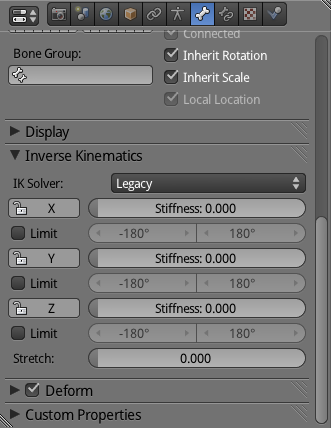 Connected
Bone Group:
Inherit Rotation
Inherit Scale
Local Location
Display
Inverse Kinematics
IK Solver: Legacy
X Stiffness: 0.000
Limit -180° 180°
Y Stiffness: 0.000
Limit -180° 180°
Z Stiffness: 0.000
Limit -180° 180°
Stretch: 0.000
Deform
Custom Properties